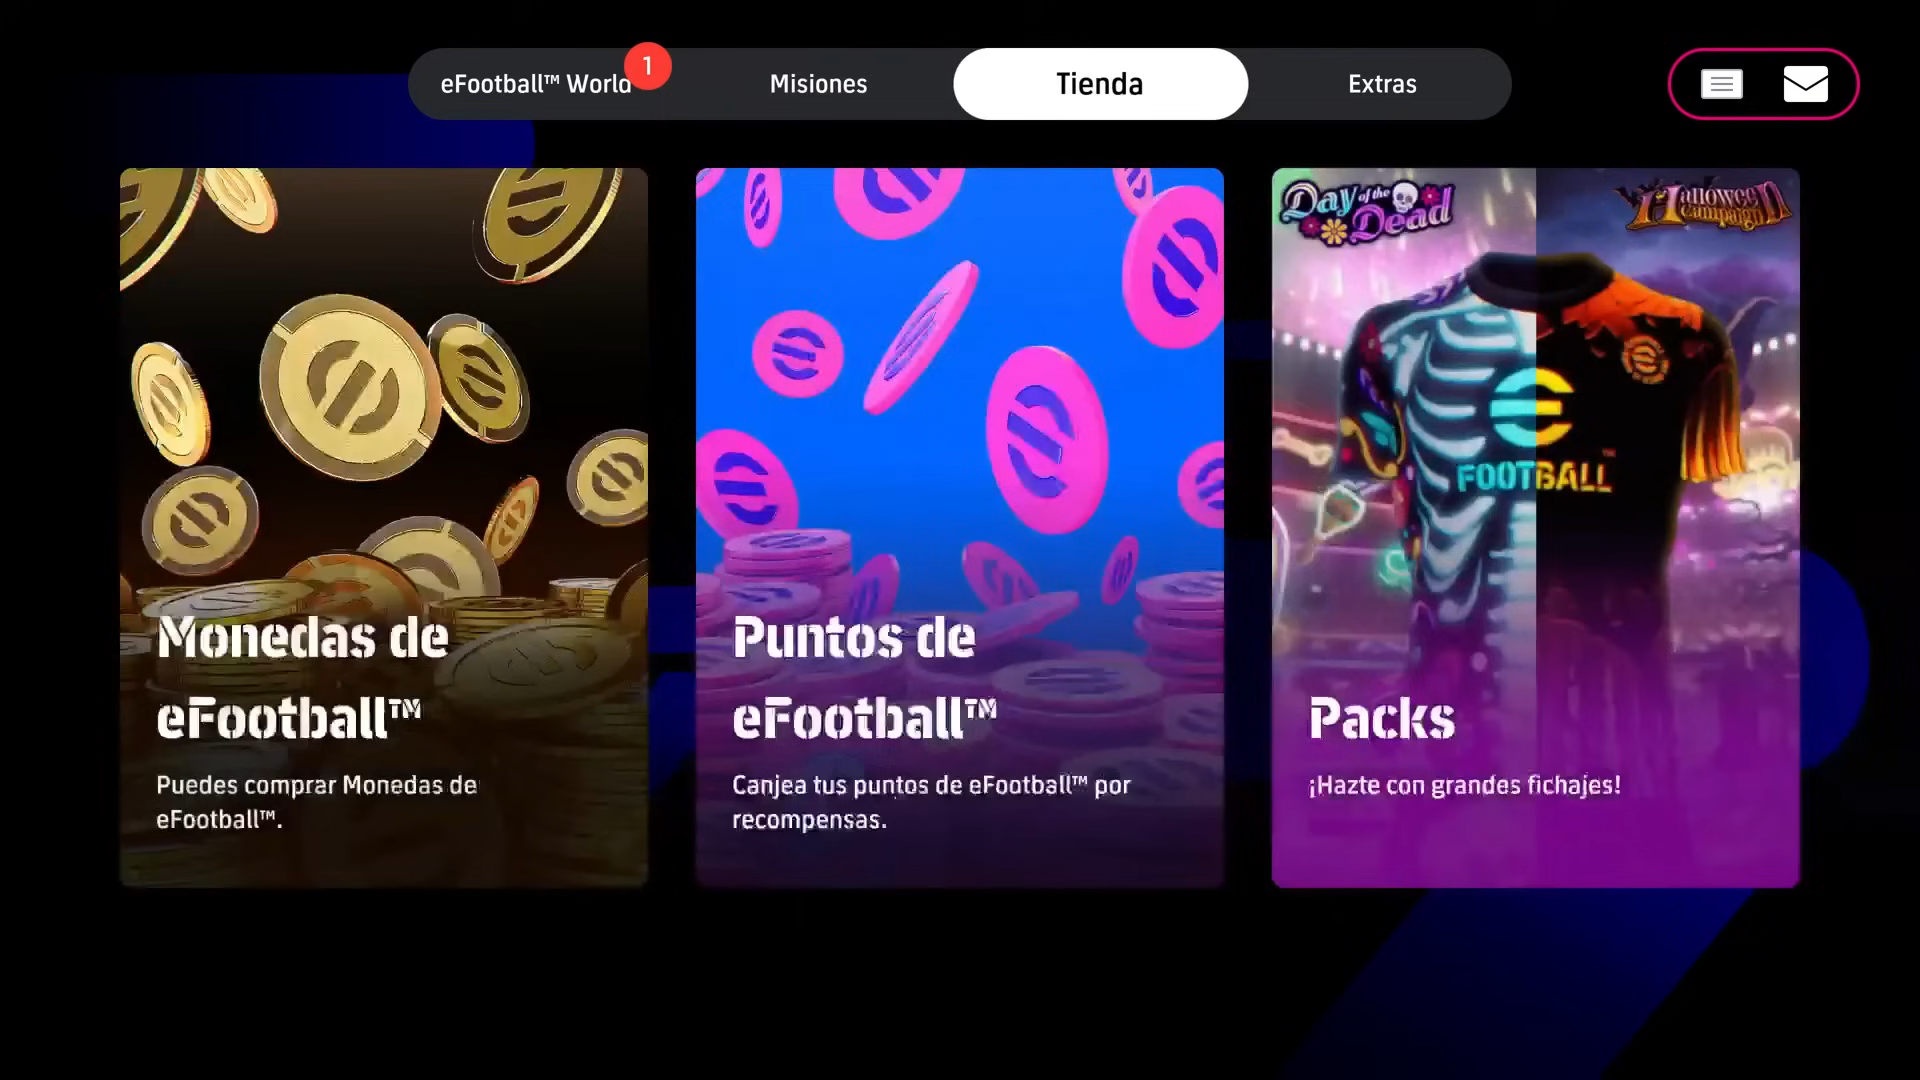 eFootball™ World
1
Misiones
Tienda
Extras
Day of the Dead
Halloween campaign
FOOTBALL™
Monedas de
eFootball™
Puedes comprar Monedas de
eFootball™.
Puntos de
eFootball™
Canjea tus puntos de eFootball™ por
recompensas.
Packs
¡Hazte con grandes fichajes!